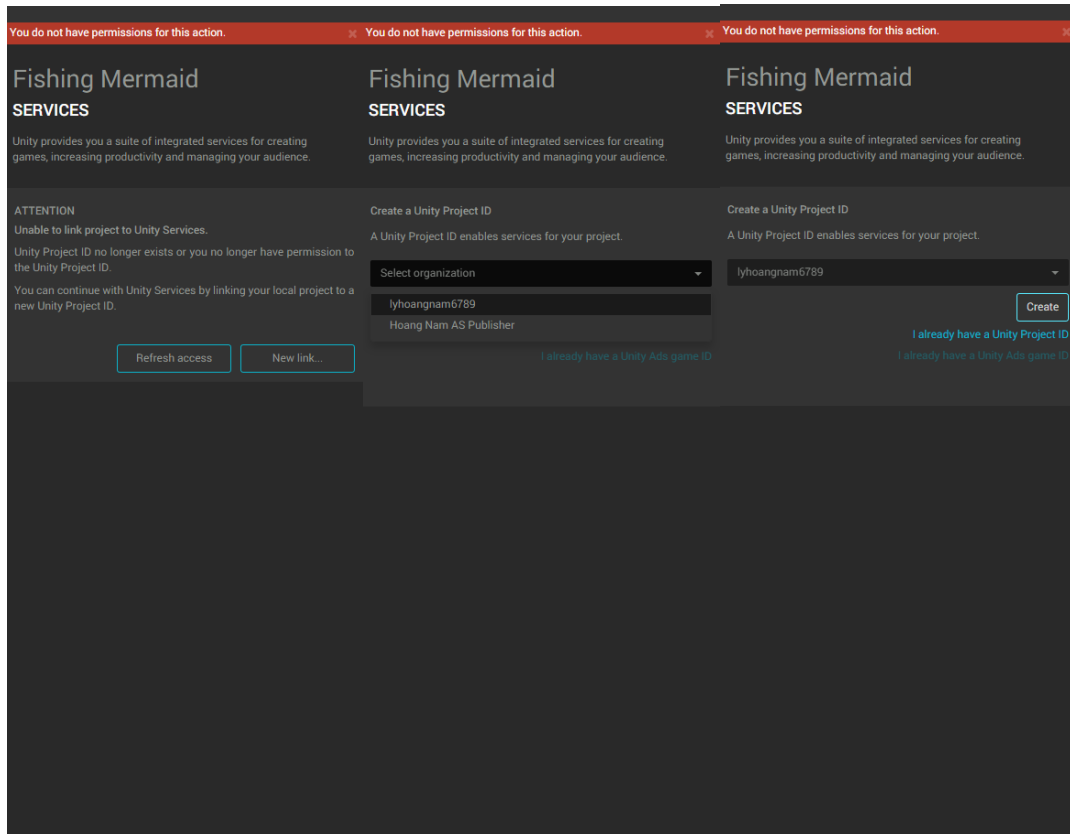 You do not have permissions for this action.
Fishing Mermaid
SERVICES
Unity provides you a suite of integrated services for creating
games, increasing productivity and managing your audience.
ATTENTION
Unable to link project to Unity Services.
Unity Project ID no longer exists or you no longer have permission to
the Unity Project ID.
You can continue with Unity Services by linking your local project to a
new Unity Project ID.
Refresh access
New link...
You do not have permissions for this action.
Fishing Mermaid
SERVICES
Unity provides you a suite of integrated services for creating
games, increasing productivity and managing your audience.
Create a Unity Project ID
A Unity Project ID enables services for your project.
Select organization
lyhoangnam6789
Hoang Nam AS Publisher
I already have a Unity Ads game ID
You do not have permissions for this action.
Fishing Mermaid
SERVICES
Unity provides you a suite of integrated services for creating
games, increasing productivity and managing your audience.
Create a Unity Project ID
A Unity Project ID enables services for your project.
lyhoangnam6789
Create
I already have a Unity Project ID
I already have a Unity Ads game ID